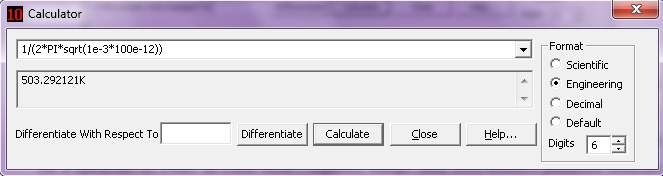 10 Calculator
1/(2*PI*sqrt(1e-3*100e-12))
503.292121K
Differentiate With Respect To
Differentiate
Calculate
Close
Help...
Format
Scientific
Engineering
Decimal
Default
Digits 6